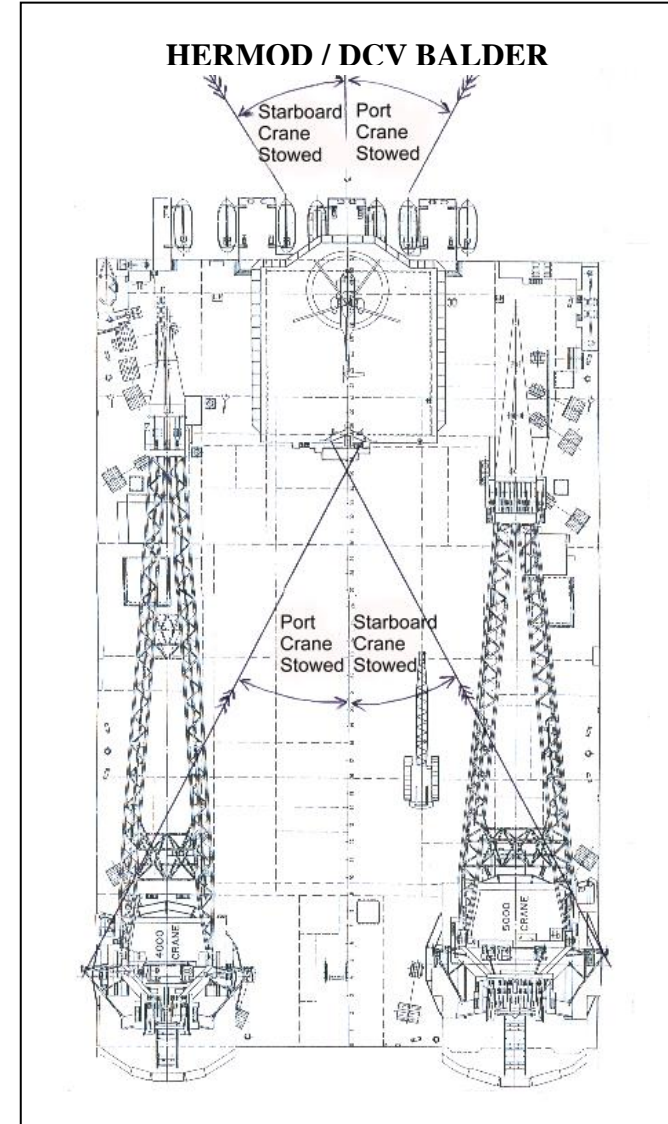 HERMOD / DCV BALDER
Starboard
Crane
Stowed
Port
Crane
Stowed
Port
Crane
Stowed
Starboard
Crane
Stowed
4000
CRANE
5000
CRANE